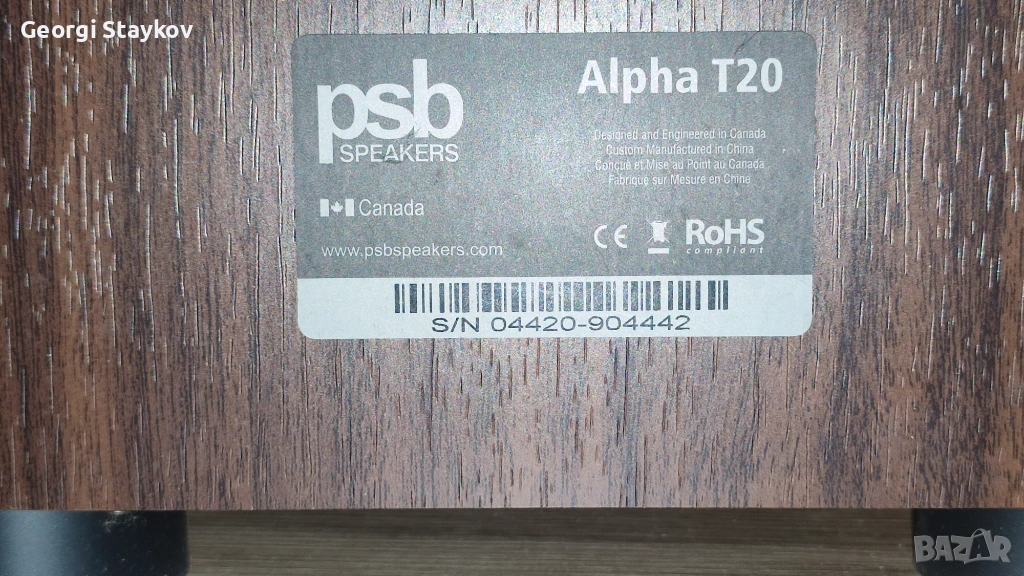 Georgi Staykov
psb
SPEAKERS
Alpha T20
Designed and Engineered in Canada
Custom Manufactured in China
Conçue et Mise au Point au Canada
Fabriqué sur Mesure en Chine
Canada
www.psbspeakers.com
CE
RoHS
compliant
S/N 04420-904442
BAZAR